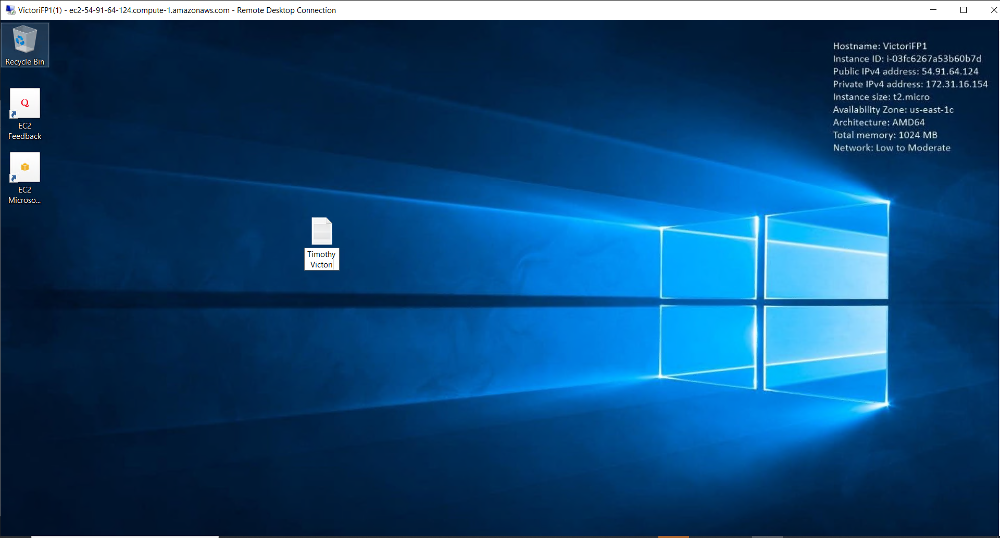 VictoriFP1(1) - ec2-54-91-64-124.compute-1.amazonaws.com - Remote Desktop Connection
Recycle Bin
Q
EC2
Feedback
EC2
Microso...
Timothy
Victori
Hostname: VictoriFP1
Instance ID: i-03fc6267a53b60b7d
Public IPv4 address: 54.91.64.124
Private IPv4 address: 172.31.16.154
Instance size: t2.micro
Availability Zone: us-east-1c
Architecture: AMD64
Total memory: 1024 MB
Network: Low to Moderate